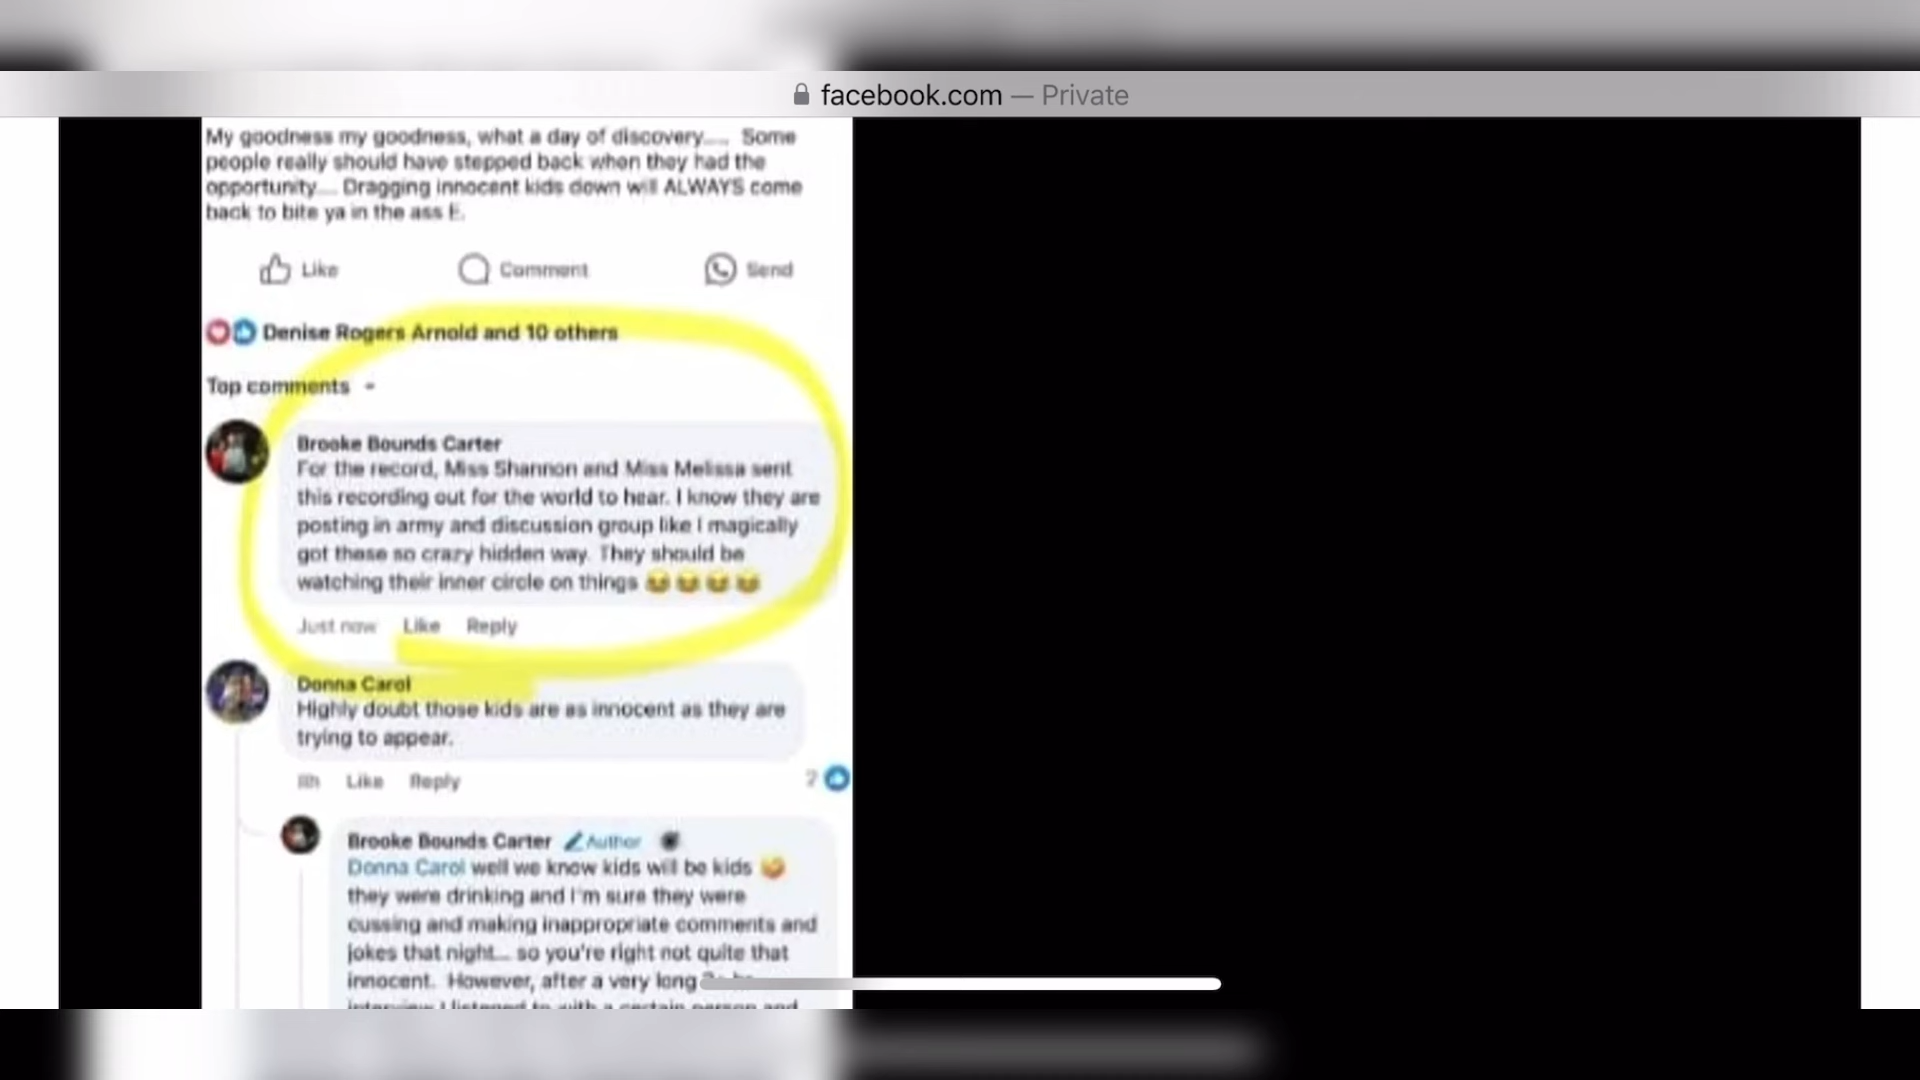 facebook.com — Private
My goodness my goodness, what a day of discovery..... Some
people really should have stepped back when they had the
opportunity.... Dragging innocent kids down will ALWAYS come
back to bite ya in the ass E.
Like Comment Send
Denise Rogers Arnold and 10 others
Top comments
Brooke Bounds Carter
For the record, Miss Shannon and Miss Melissa sent
this recording out for the world to hear. I know they are
posting in army and discussion group like I magically
got these so crazy hidden way. They should be
watching their inner circle on things 😂😂😂😂
Just now Like Reply
Donna Carol
Highly doubt those kids are as innocent as they are
trying to appear.
8h Like Reply 2
Brooke Bounds Carter Author
Donna Carol well we know kids will be kids 🤣
they were drinking and I'm sure they were
cussing and making inappropriate comments and
jokes that night.... so you're right not quite that
innocent. However, after a very long
interview I listened to with a certain person and